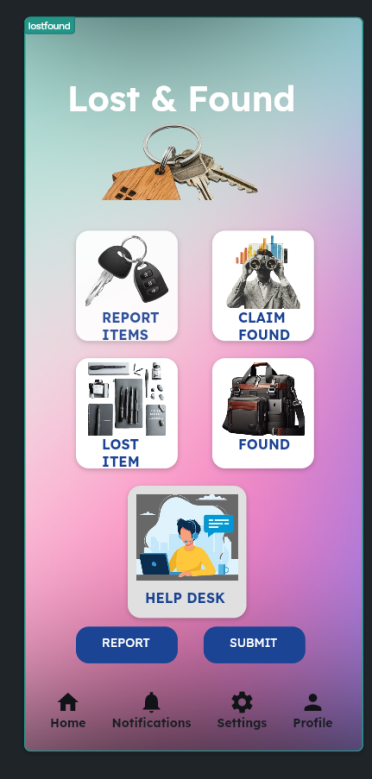 lostfound
Lost & Found
REPORT
ITEMS
CLAIM
FOUND
LOST
ITEM
FOUND
HELP DESK
REPORT
SUBMIT
Home
Notifications
Settings
Profile